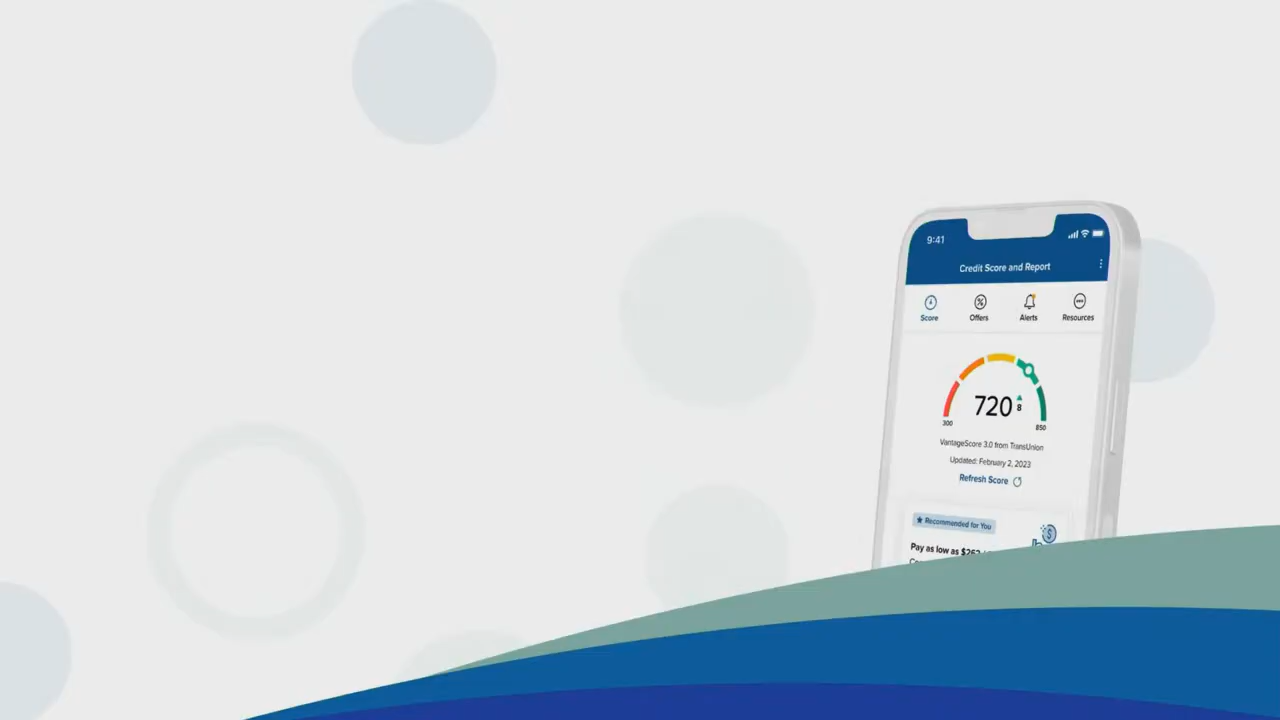 9:41
Credit Score and Report
Score Offers Alerts Resources
720 8
300 850
VantageScore 3.0 from TransUnion
Updated: February 2, 2023
Refresh Score
Recommended for You
Pay as low as $262